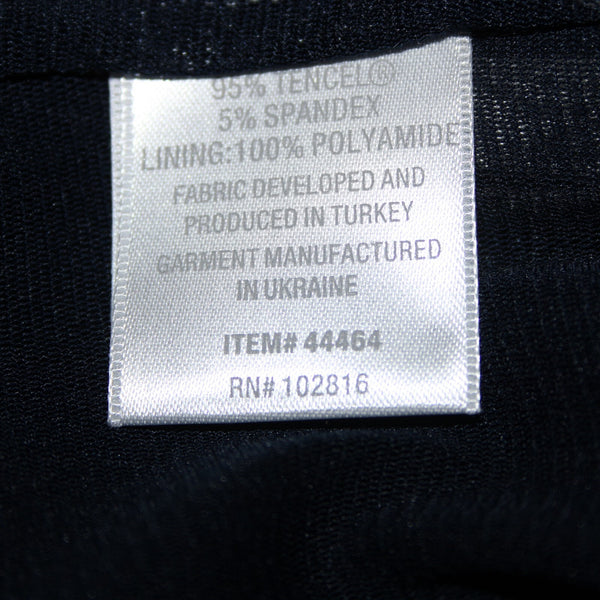 95% TENCEL®
5% SPANDEX
LINING:100% POLYAMIDE
FABRIC DEVELOPED AND
PRODUCED IN TURKEY
GARMENT MANUFACTURED
IN UKRAINE
ITEM# 44464
RN# 102816